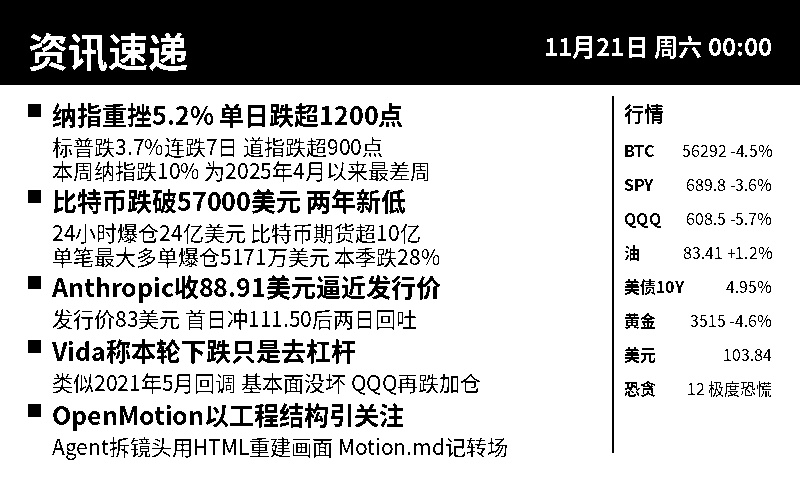 资讯速递
11月21日 周六 00:00
纳指重挫5.2% 单日跌超1200点
标普跌3.7%连跌7日 道指跌超900点
本周纳指跌10% 为2025年4月以来最差周
比特币跌破57000美元 两年新低
24小时爆仓24亿美元 比特币期货超10亿
单笔最大多单爆仓5171万美元 本季跌28%
Anthropic收88.91美元逼近发行价
发行价83美元 首日冲111.50后两日回吐
Vida称本轮下跌只是去杠杆
类似2021年5月回调 基本面没坏 QQQ再跌加仓
OpenMotion以工程结构引关注
Agent拆镜头用HTML重建画面 Motion.md记转场
行情
BTC 56292 -4.5%
SPY 689.8 -3.6%
QQQ 608.5 -5.7%
油 83.41 +1.2%
美债10Y 4.95%
黄金 3515 -4.6%
美元 103.84
恐贪 12 极度恐慌